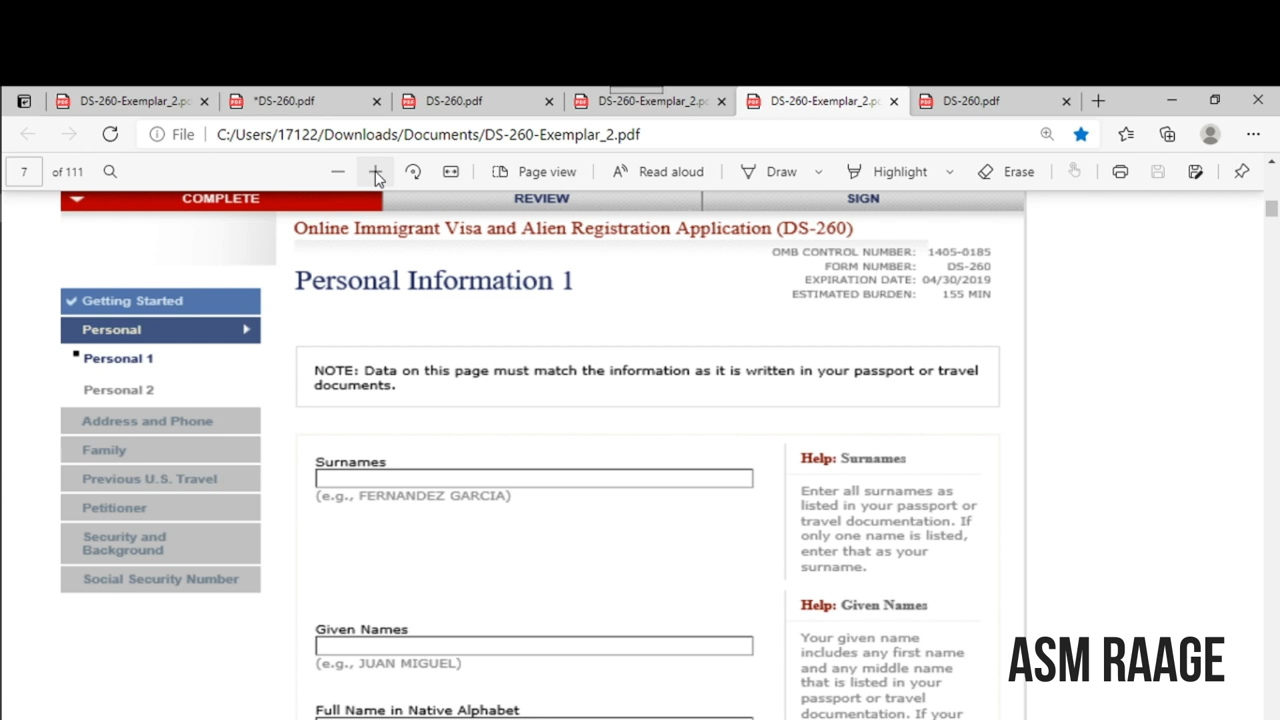 DS-260-Exemplar_2.pd
*DS-260.pdf
DS-260.pdf
DS-260-Exemplar_2.pd
DS-260-Exemplar_2.pd
DS-260.pdf
File
C:/Users/17122/Downloads/Documents/DS-260-Exemplar_2.pdf
7 of 111
Page view
Read aloud
Draw
Highlight
Erase
COMPLETE
REVIEW
SIGN
Online Immigrant Visa and Alien Registration Application (DS-260)
OMB CONTROL NUMBER: 1405-0185
FORM NUMBER: DS-260
EXPIRATION DATE: 04/30/2019
ESTIMATED BURDEN: 155 MIN
Personal Information 1
Getting Started
Personal
Personal 1
Personal 2
Address and Phone
Family
Previous U.S. Travel
Petitioner
Security and
Background
Social Security Number
NOTE: Data on this page must match the information as it is written in your passport or travel
documents.
Surnames
(e.g., FERNANDEZ GARCIA)
Help: Surnames
Enter all surnames as
listed in your passport or
travel documentation. If
only one name is listed,
enter that as your
surname.
Given Names
(e.g., JUAN MIGUEL)
Help: Given Names
Your given name
includes any first name
and any middle name
that is listed in your
passport or travel
documentation. If your
Full Name in Native Alphabet
ASM RAAGE